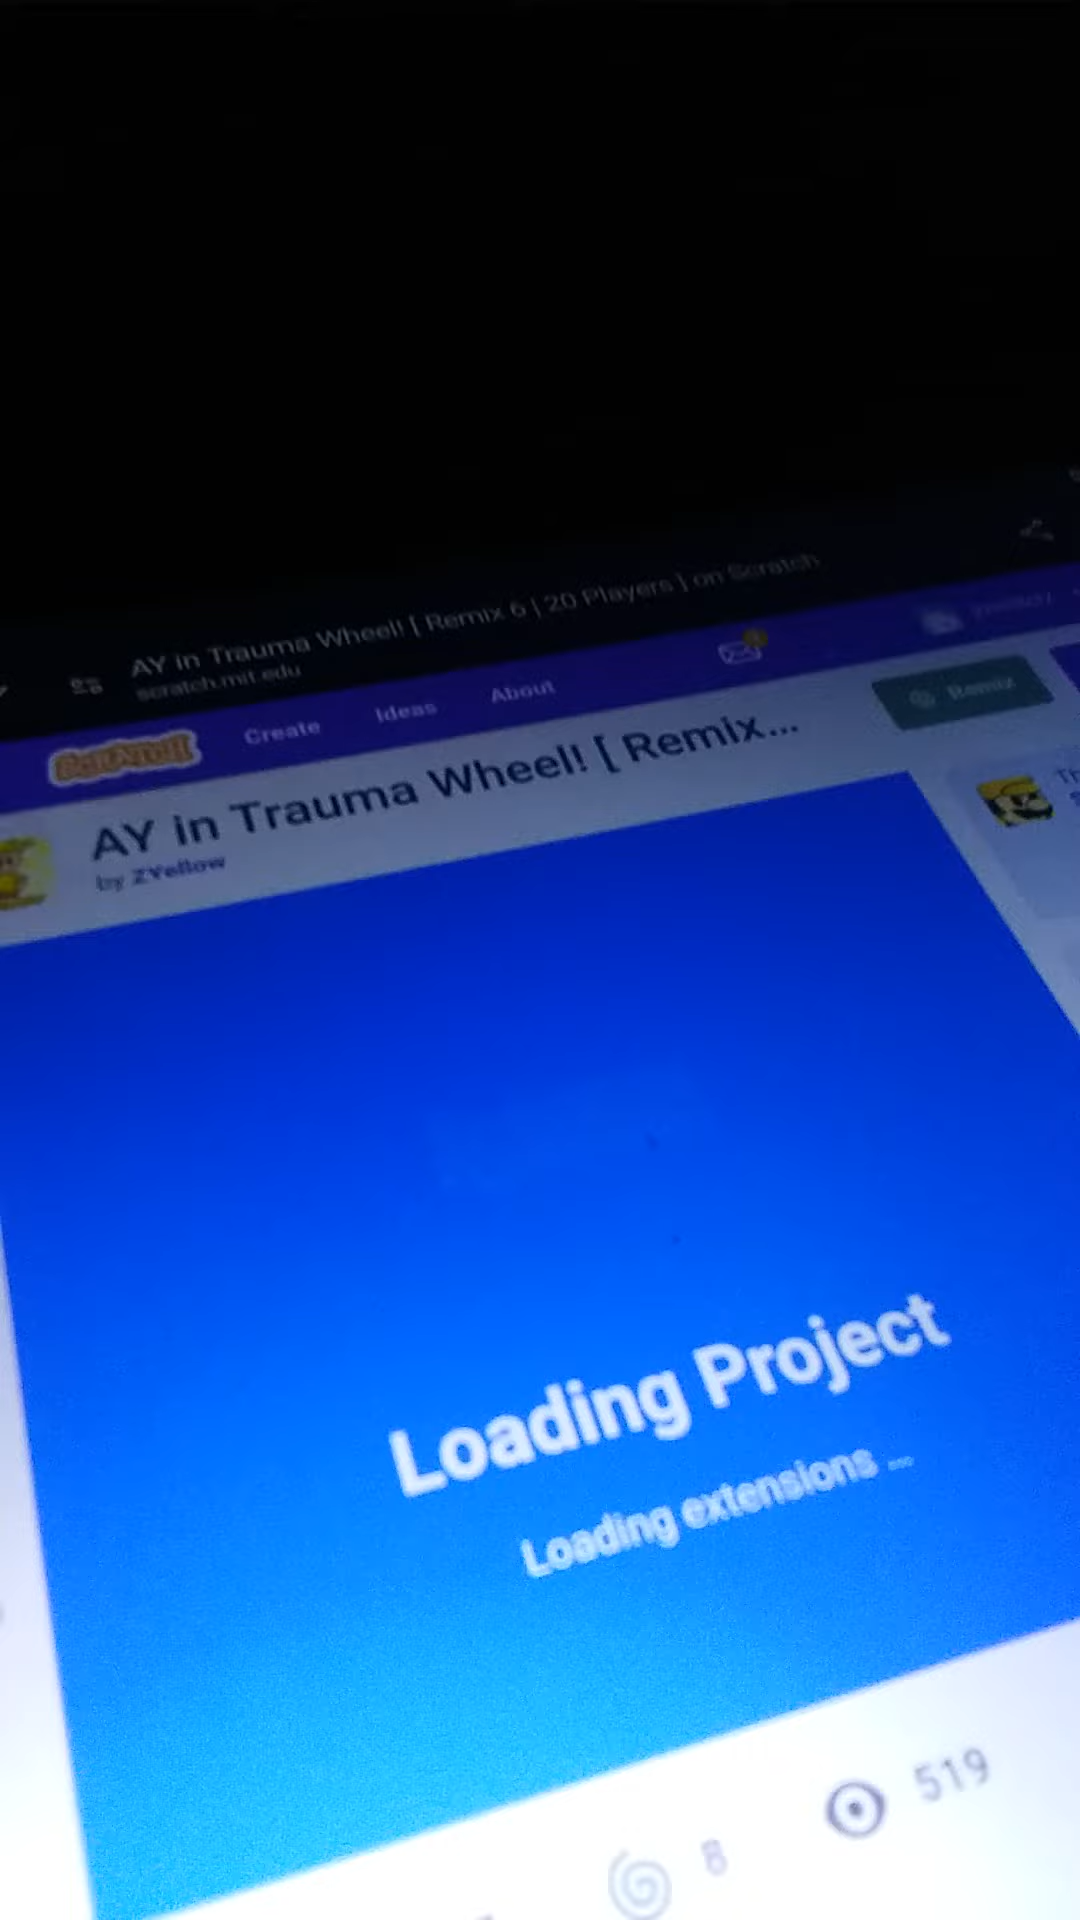 AY in Trauma Wheel! [ Remix 6 | 20 Players ] on Scratch
scratch.mit.edu
SCRATCH
Create
Ideas
About
Remix
AY in Trauma Wheel! [ Remix...
by ZYellow
Loading Project
Loading extensions ...
8
519